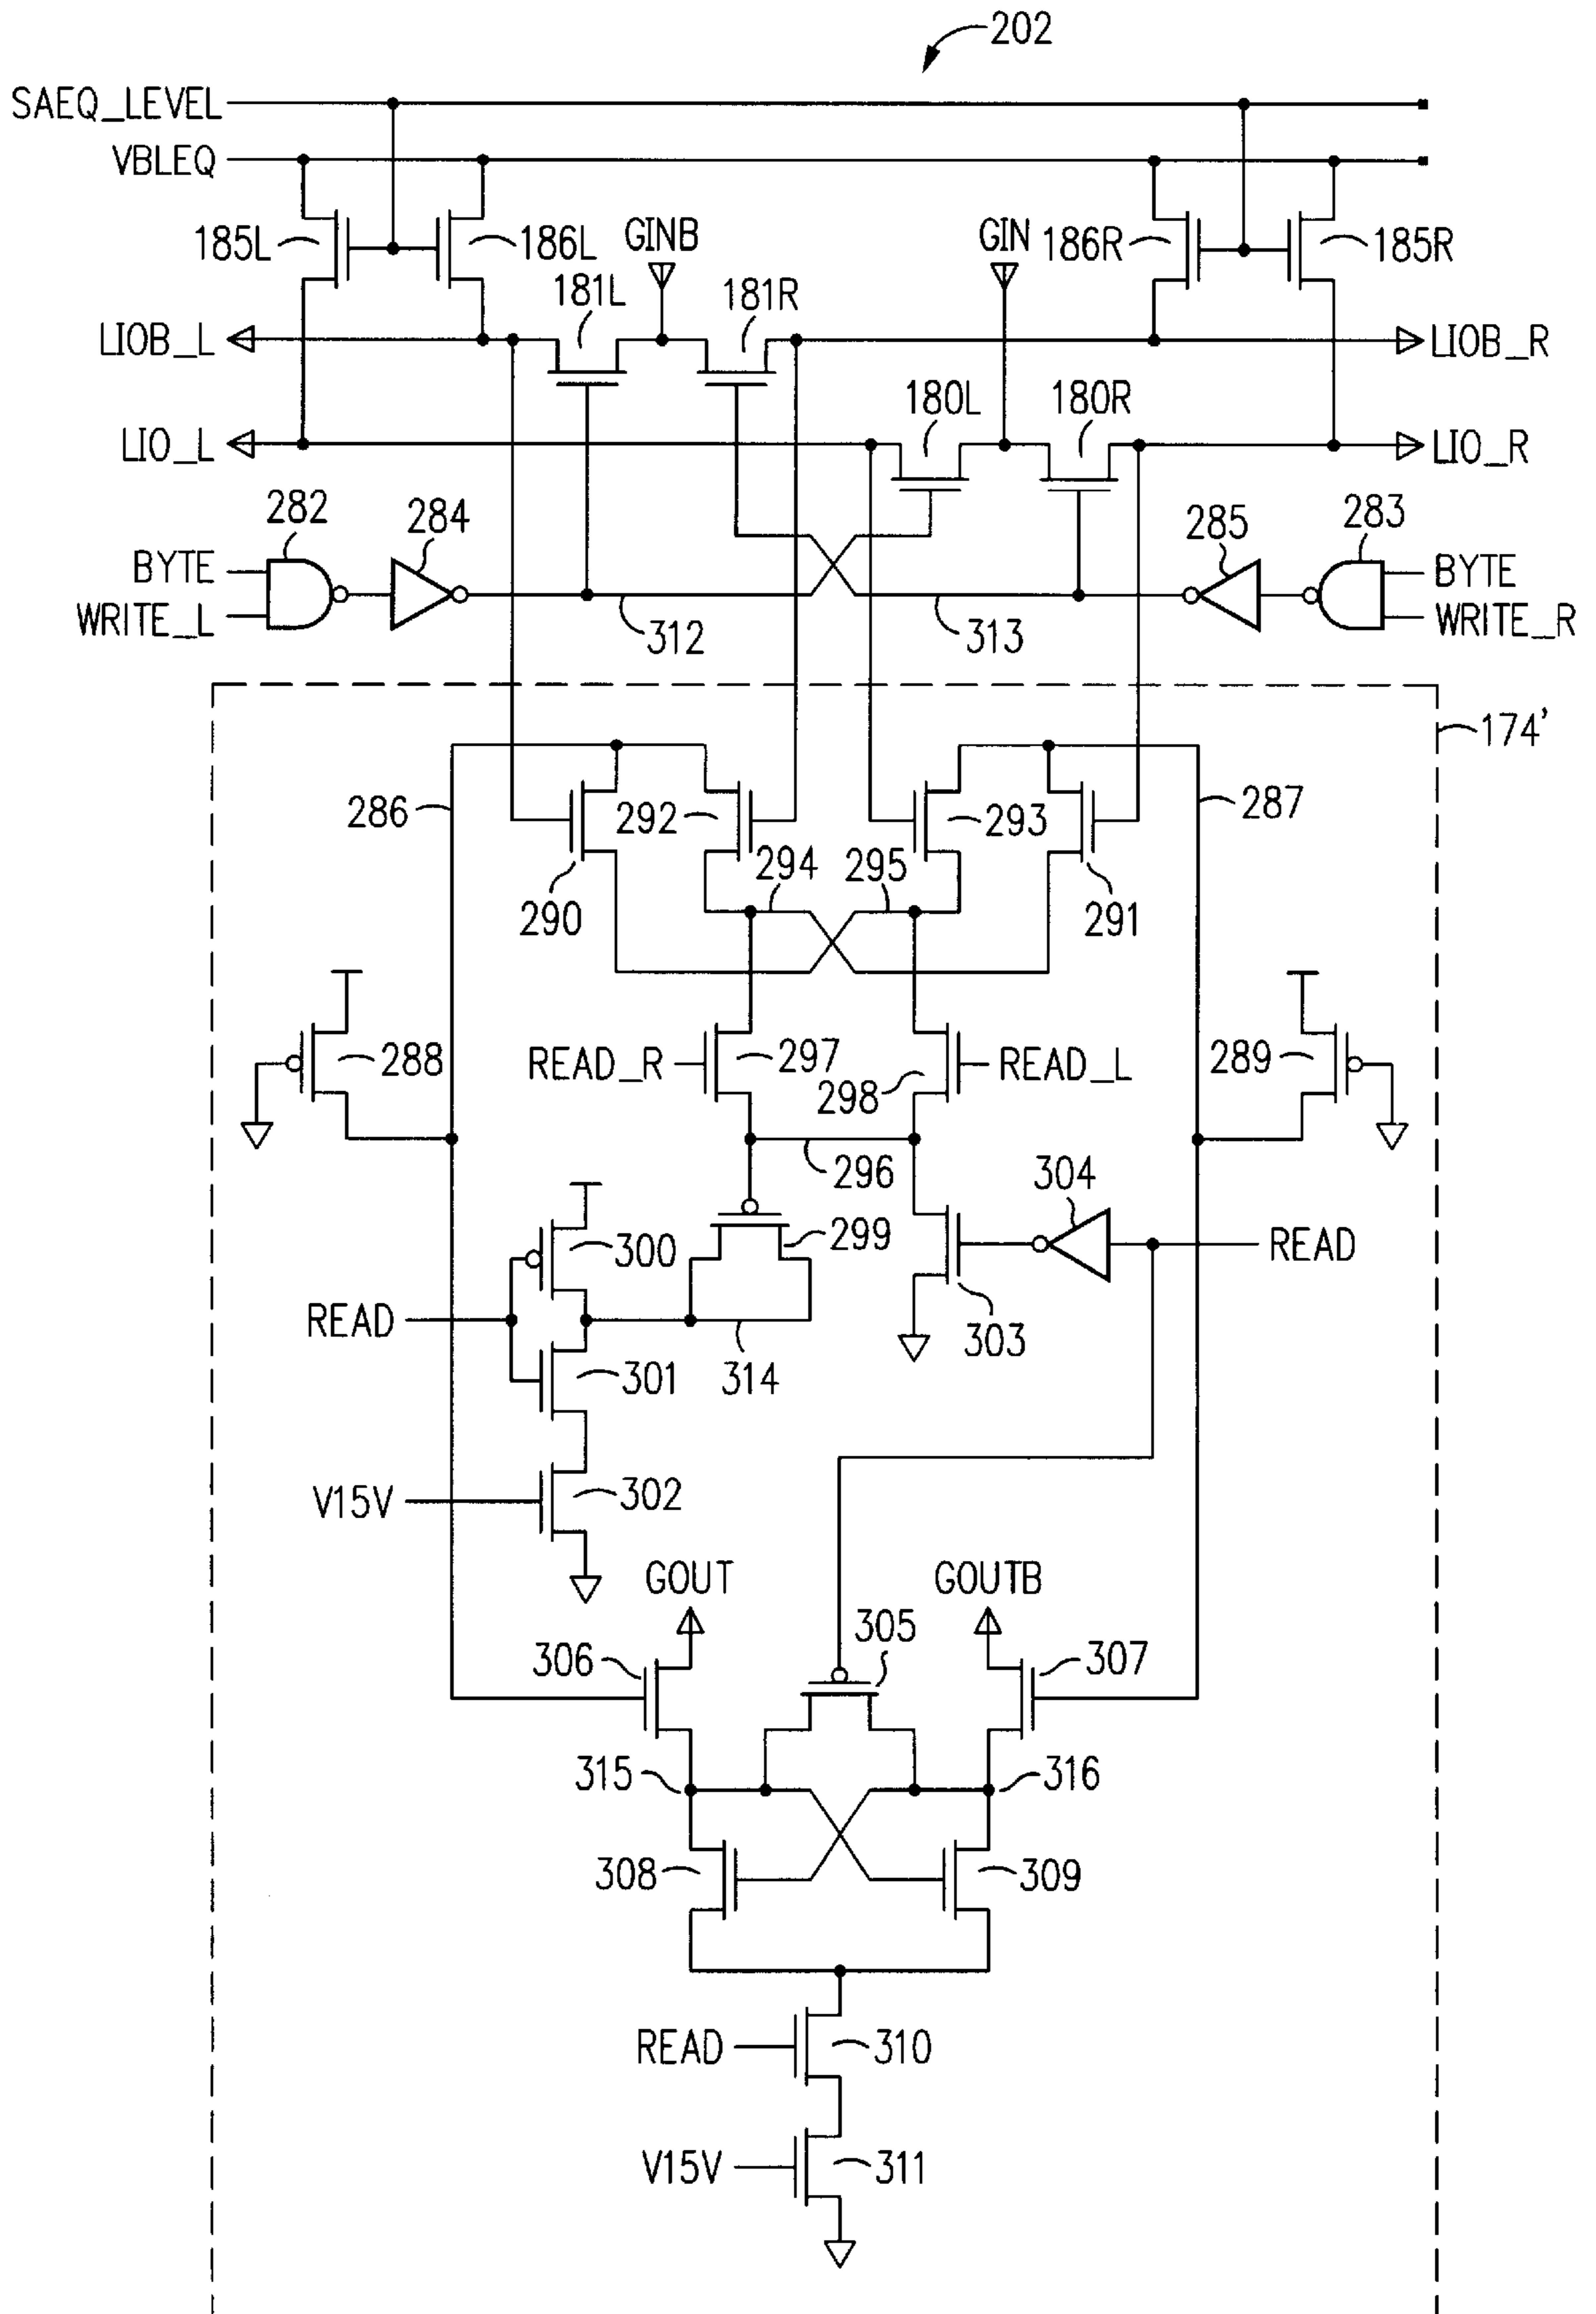 202
SAEQ_LEVEL
VBLEQ
185L
186L
GINB
GIN
186R
185R
181L
181R
LIOB_L
LIOB_R
180L
180R
LIO_L
LIO_R
282
284
285
283
BYTE
WRITE_L
BYTE
WRITE_R
312
313
174'
286
292
293
287
294
295
290
291
288
READ_R
297
298
READ_L
289
296
304
300
299
READ
READ
303
301
314
V15V
302
GOUT
GOUTB
305
306
307
315
316
308
309
READ
310
V15V
311